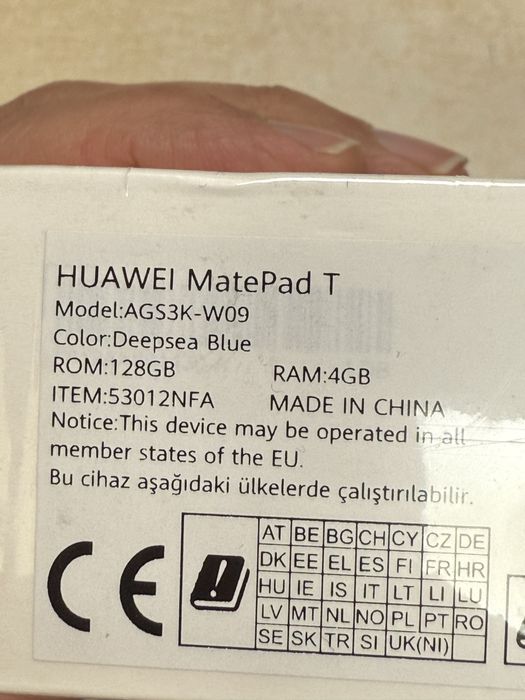 HUAWEI MatePad T
Model:AGS3K-W09
Color:Deepsea Blue
ROM:128GB RAM:4GB
ITEM:53012NFA MADE IN CHINA
Notice:This device may be operated in all
member states of the EU.
Bu cihaz aşağıdaki ülkelerde çalıştırılabilir.
CE
!
AT BE BG CH CY CZ DE
DK EE EL ES FI FR HR
HU IE IS IT LT LI LU
LV MT NL NO PL PT RO
SE SK TR SI UK(NI)